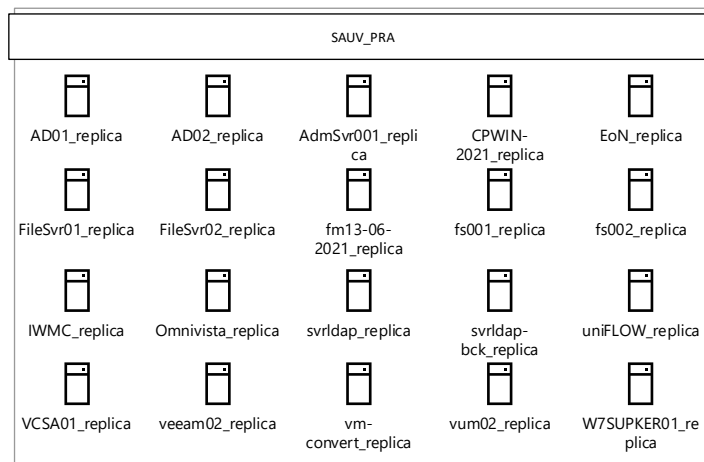 SAUV_PRA
AD01_replica
AD02_replica
AdmSvr001_repli
ca
CPWIN-
2021_replica
EoN_replica
FileSvr01_replica
FileSvr02_replica
fm13-06-
2021_replica
fs001_replica
fs002_replica
IWMC_replica
Omnivista_replica
svrldap_replica
svrldap-
bck_replica
uniFLOW_replica
VCSA01_replica
veeam02_replica
vm-
convert_replica
vum02_replica
W7SUPKER01_re
plica